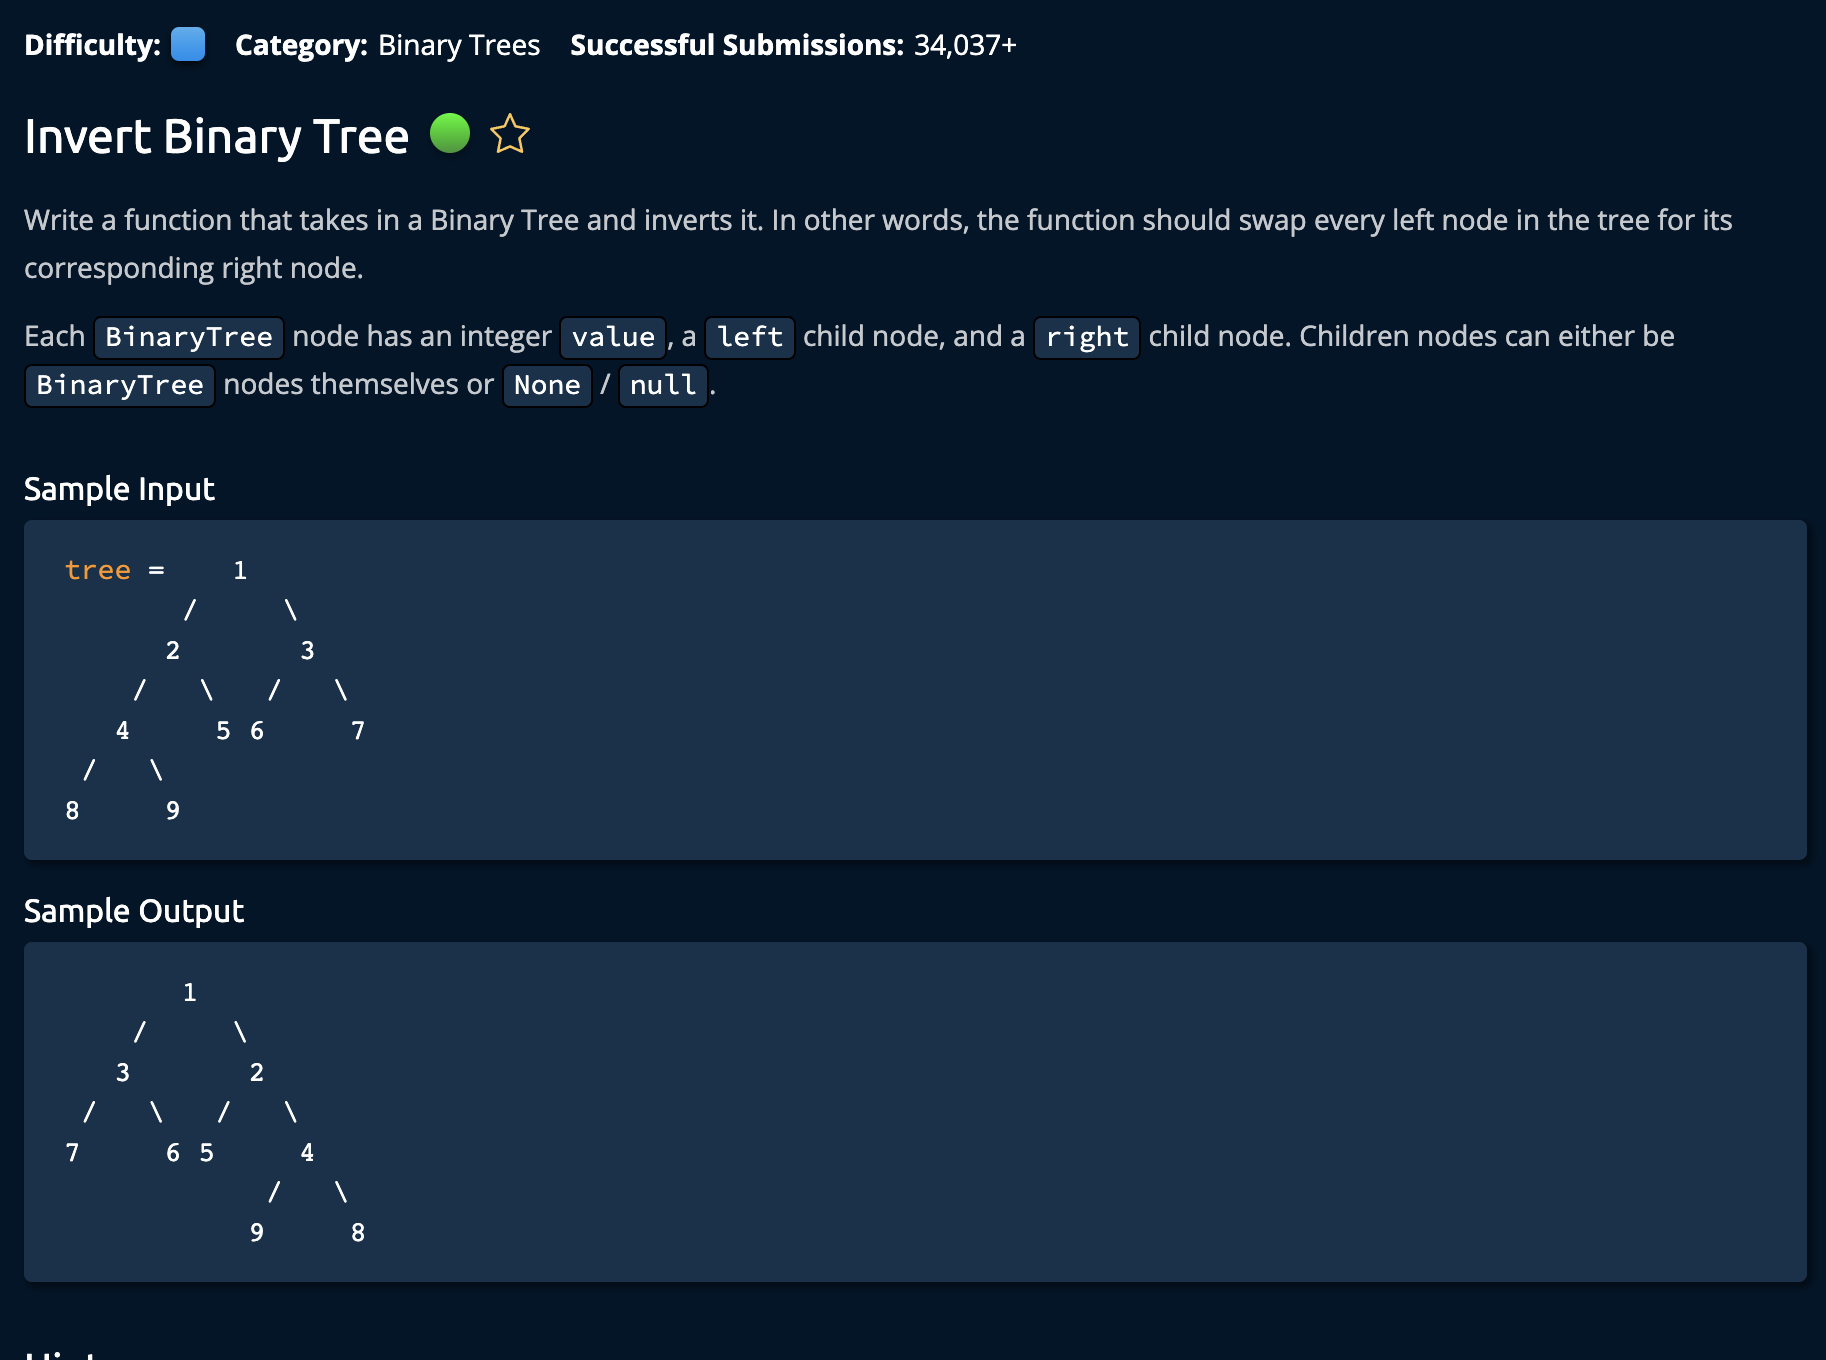 Difficulty: Category: Binary Trees Successful Submissions: 34,037+
Invert Binary Tree
Write a function that takes in a Binary Tree and inverts it. In other words, the function should swap every left node in the tree for its
corresponding right node.
Each BinaryTree node has an integer value, a left child node, and a right child node. Children nodes can either be
BinaryTree nodes themselves or None / null.
Sample Input
tree =    1
       /     \
      2       3
    /   \   /   \
   4     5 6     7
 /   \
8     9
Sample Output
       1
    /     \
   3       2
 /   \   /   \
7     6 5     4
            /   \
           9     8